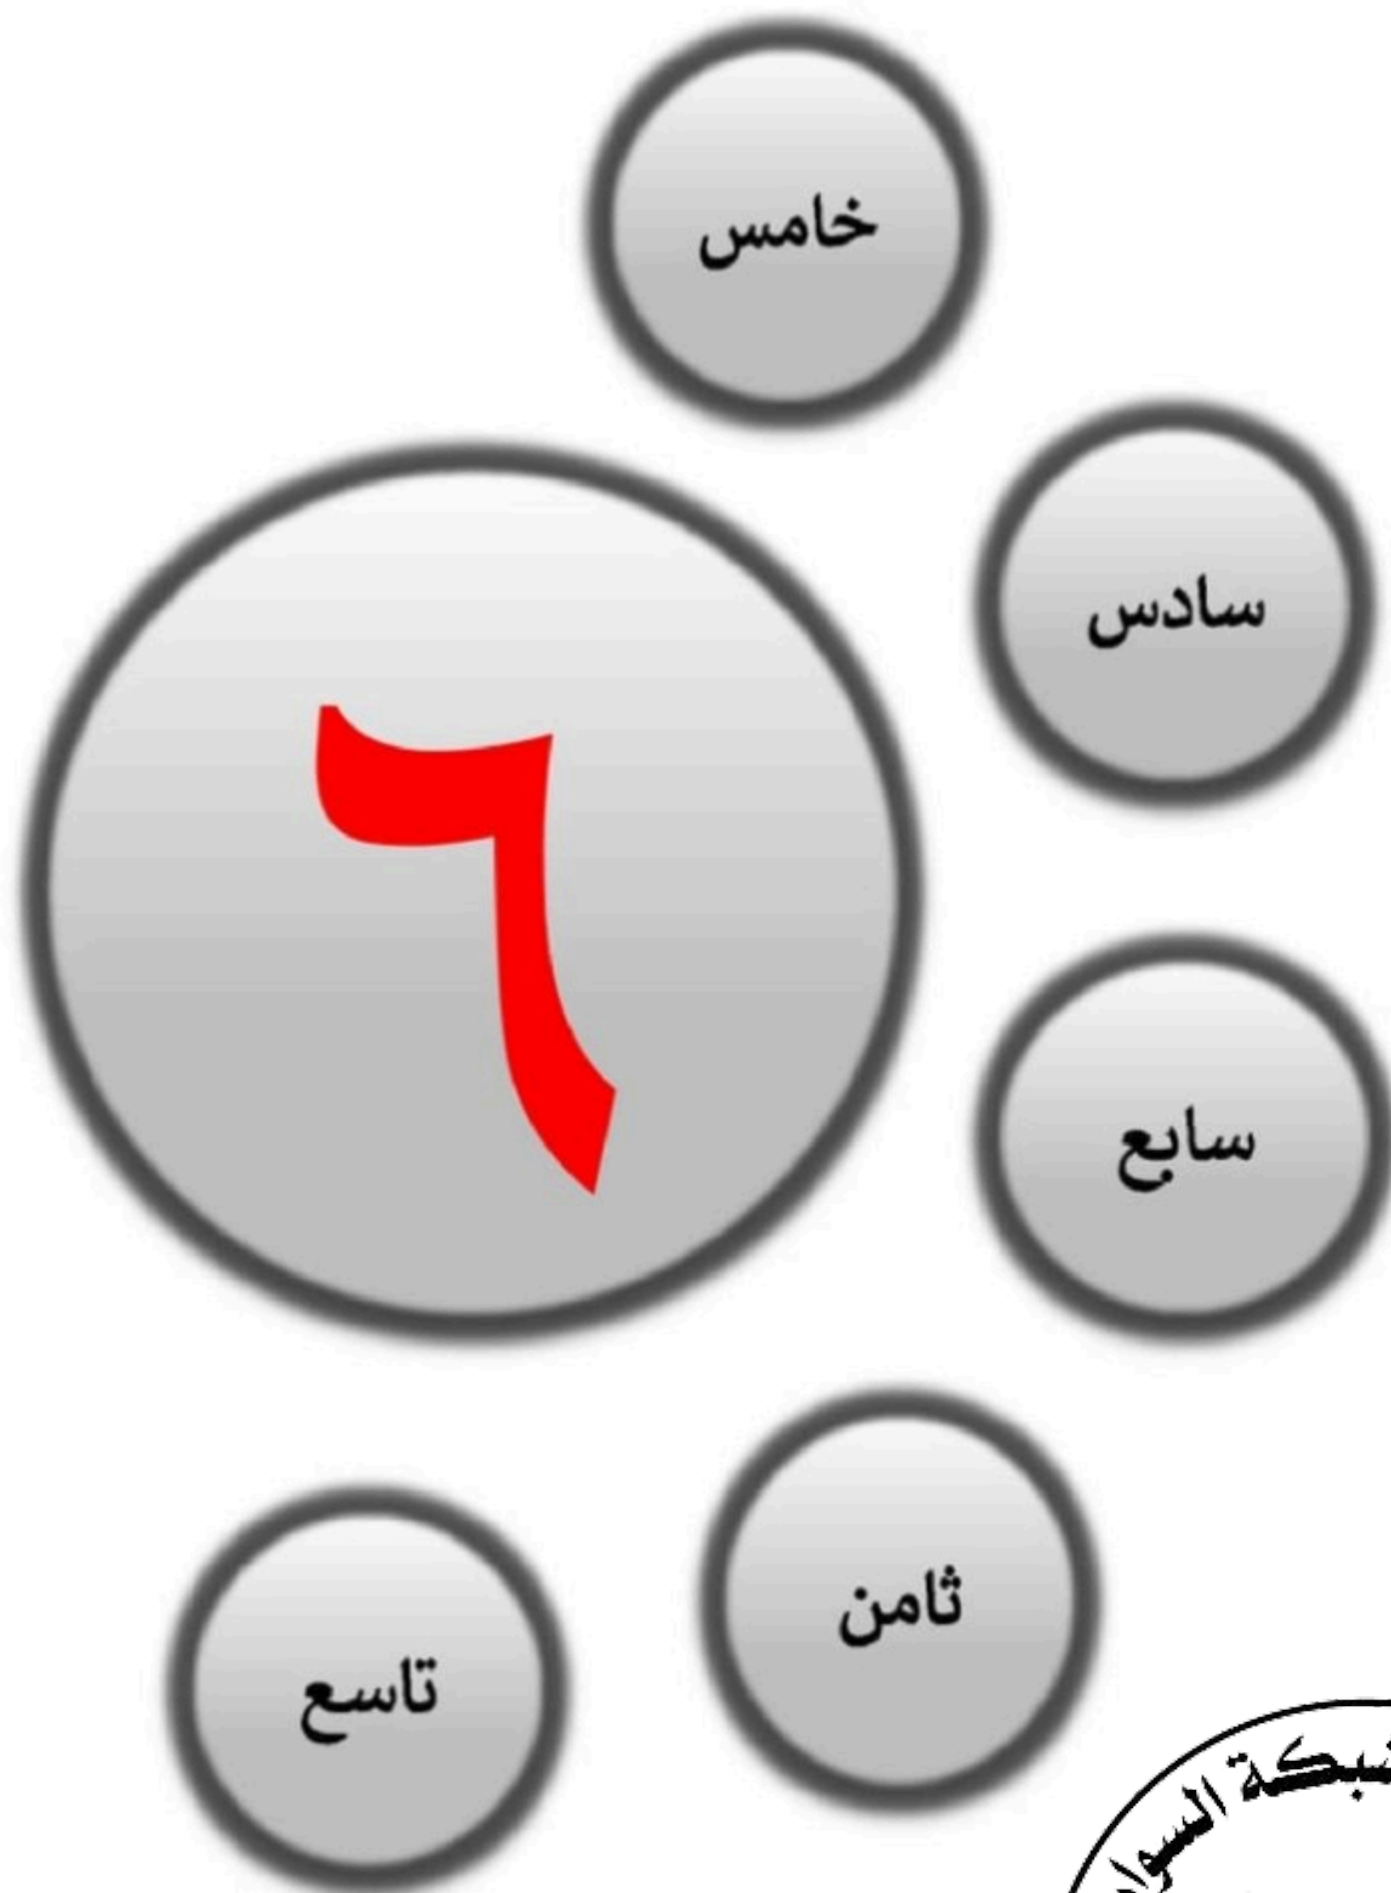 خامس
سادس
٦
سابع
ثامن
تاسع